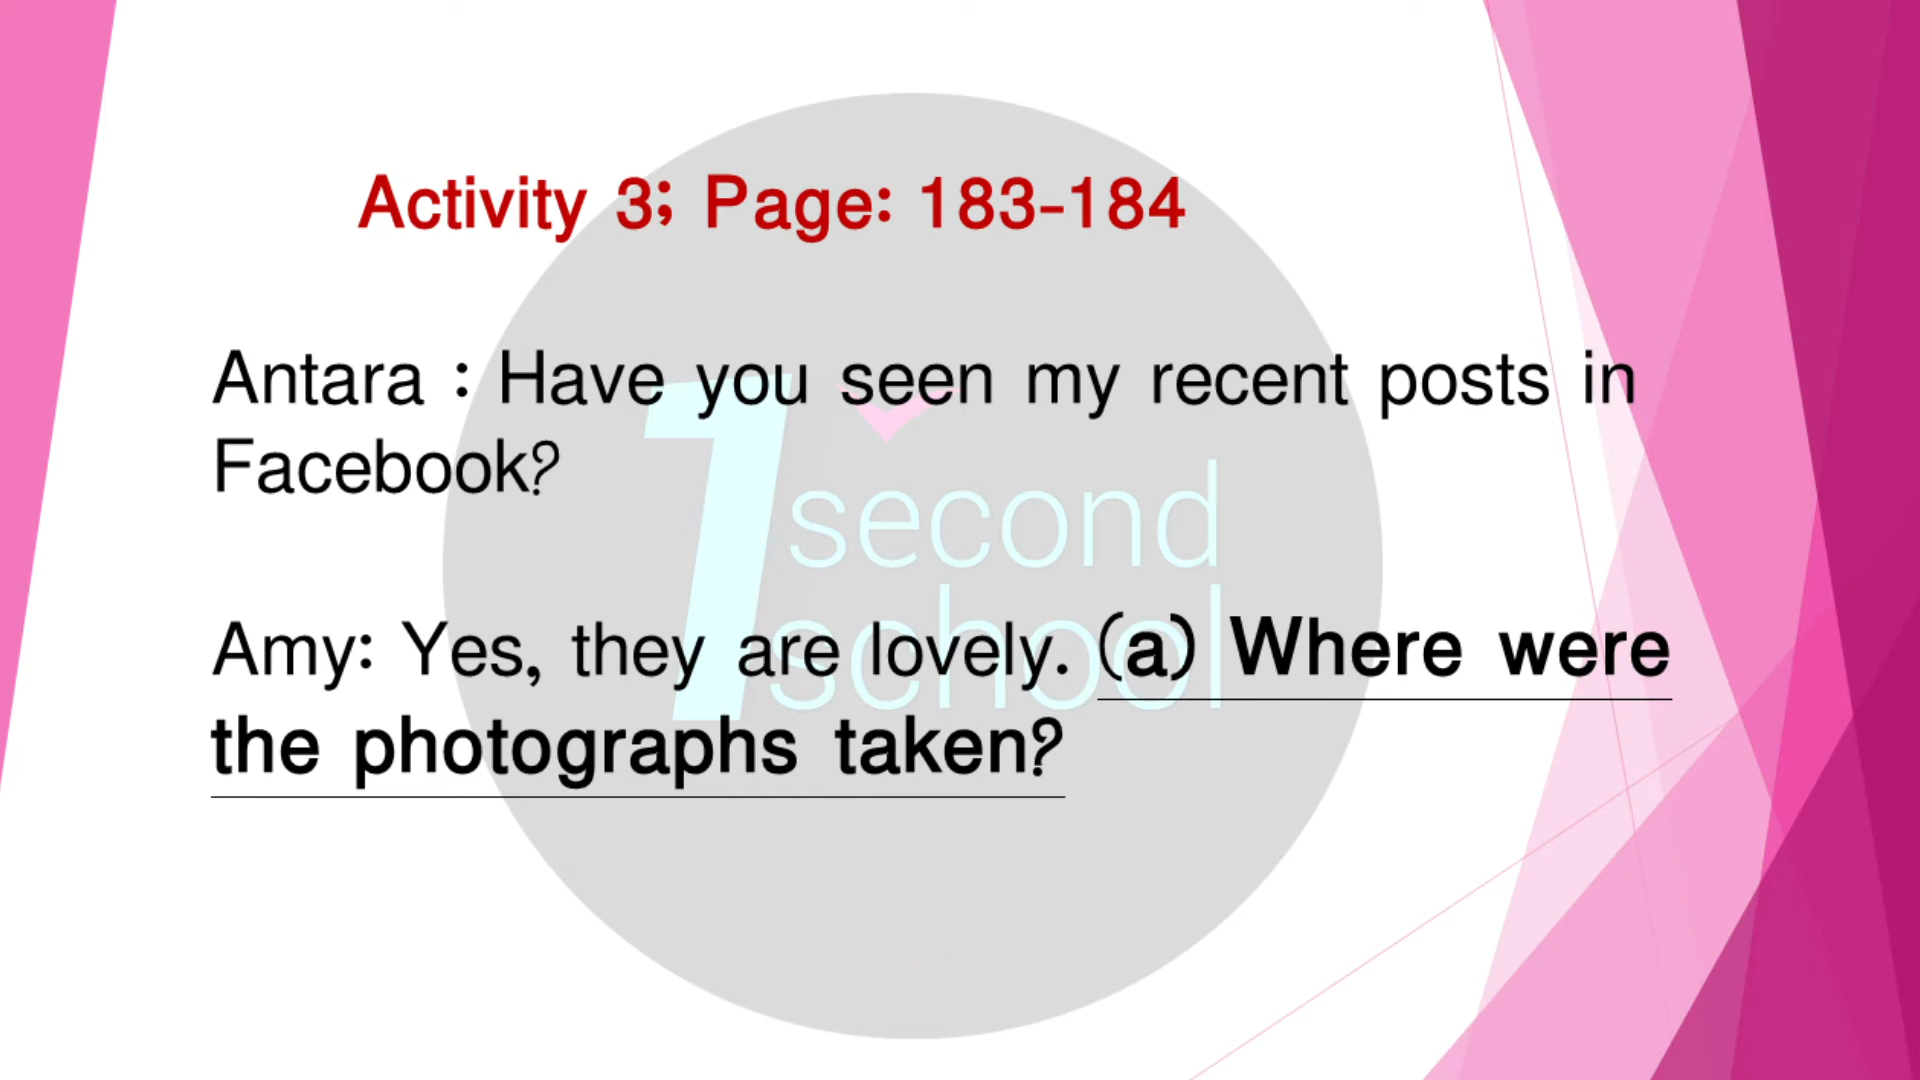 Activity 3; Page: 183-184
Antara : Have you seen my recent posts in
Facebook?
1 second
school
Amy: Yes, they are lovely. (a) Where were
the photographs taken?